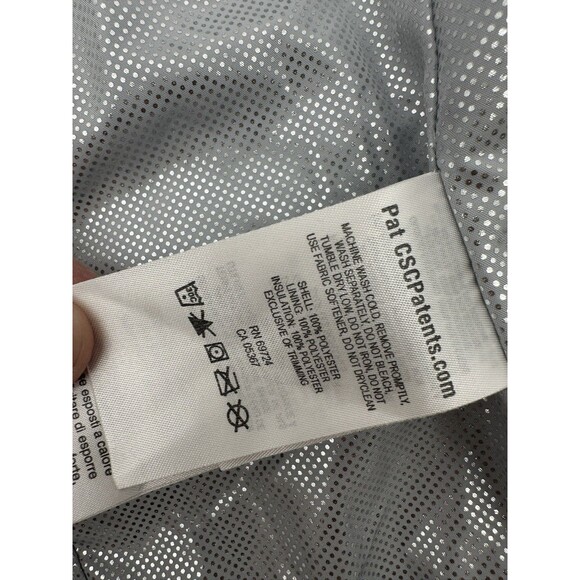 Pat CSCPatents.com
MACHINE WASH COLD, REMOVE PROMPTLY,
WASH SEPARATELY, DO NOT BLEACH,
TUMBLE DRY LOW, DO NOT IRON, DO NOT
USE FABRIC SOFTENER, DO NOT DRYCLEAN
SHELL: 100% POLYESTER
LINING: 100% POLYESTER
INSULATION: 100% POLYESTER
EXCLUSIVE OF TRIMMING
RN 69724
CA 05367
30C
esposti a calore
di esporre
forte,